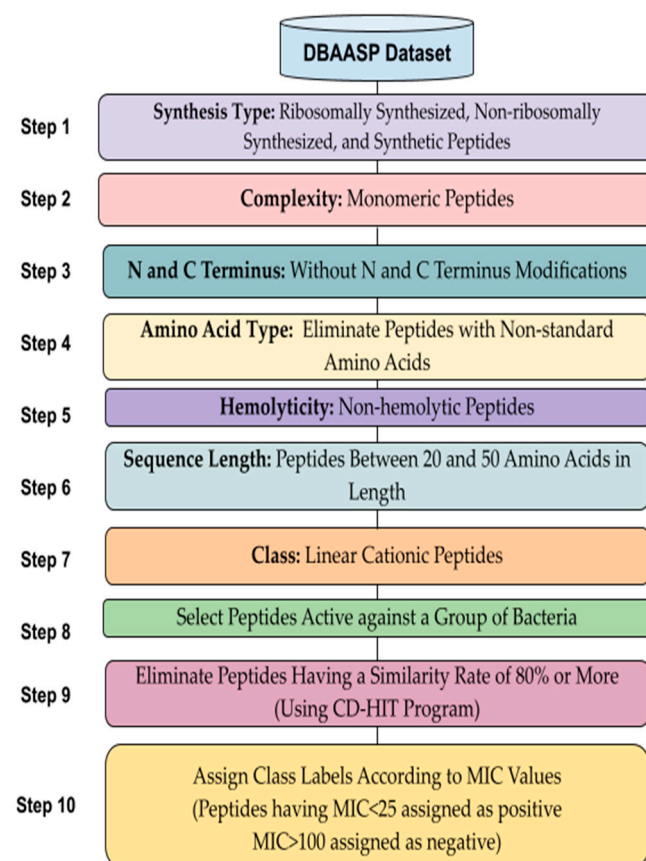 DBAASP Dataset
Step 1
Synthesis Type: Ribosomally Synthesized, Non-ribosomally
Synthesized, and Synthetic Peptides
Step 2
Complexity: Monomeric Peptides
Step 3
N and C Terminus: Without N and C Terminus Modifications
Step 4
Amino Acid Type: Eliminate Peptides with Non-standard
Amino Acids
Step 5
Hemolyticity: Non-hemolytic Peptides
Step 6
Sequence Length: Peptides Between 20 and 50 Amino Acids in
Length
Step 7
Class: Linear Cationic Peptides
Step 8
Select Peptides Active against a Group of Bacteria
Step 9
Eliminate Peptides Having a Similarity Rate of 80% or More
(Using CD-HIT Program)
Step 10
Assign Class Labels According to MIC Values
(Peptides having MIC<25 assigned as positive
MIC>100 assigned as negative)